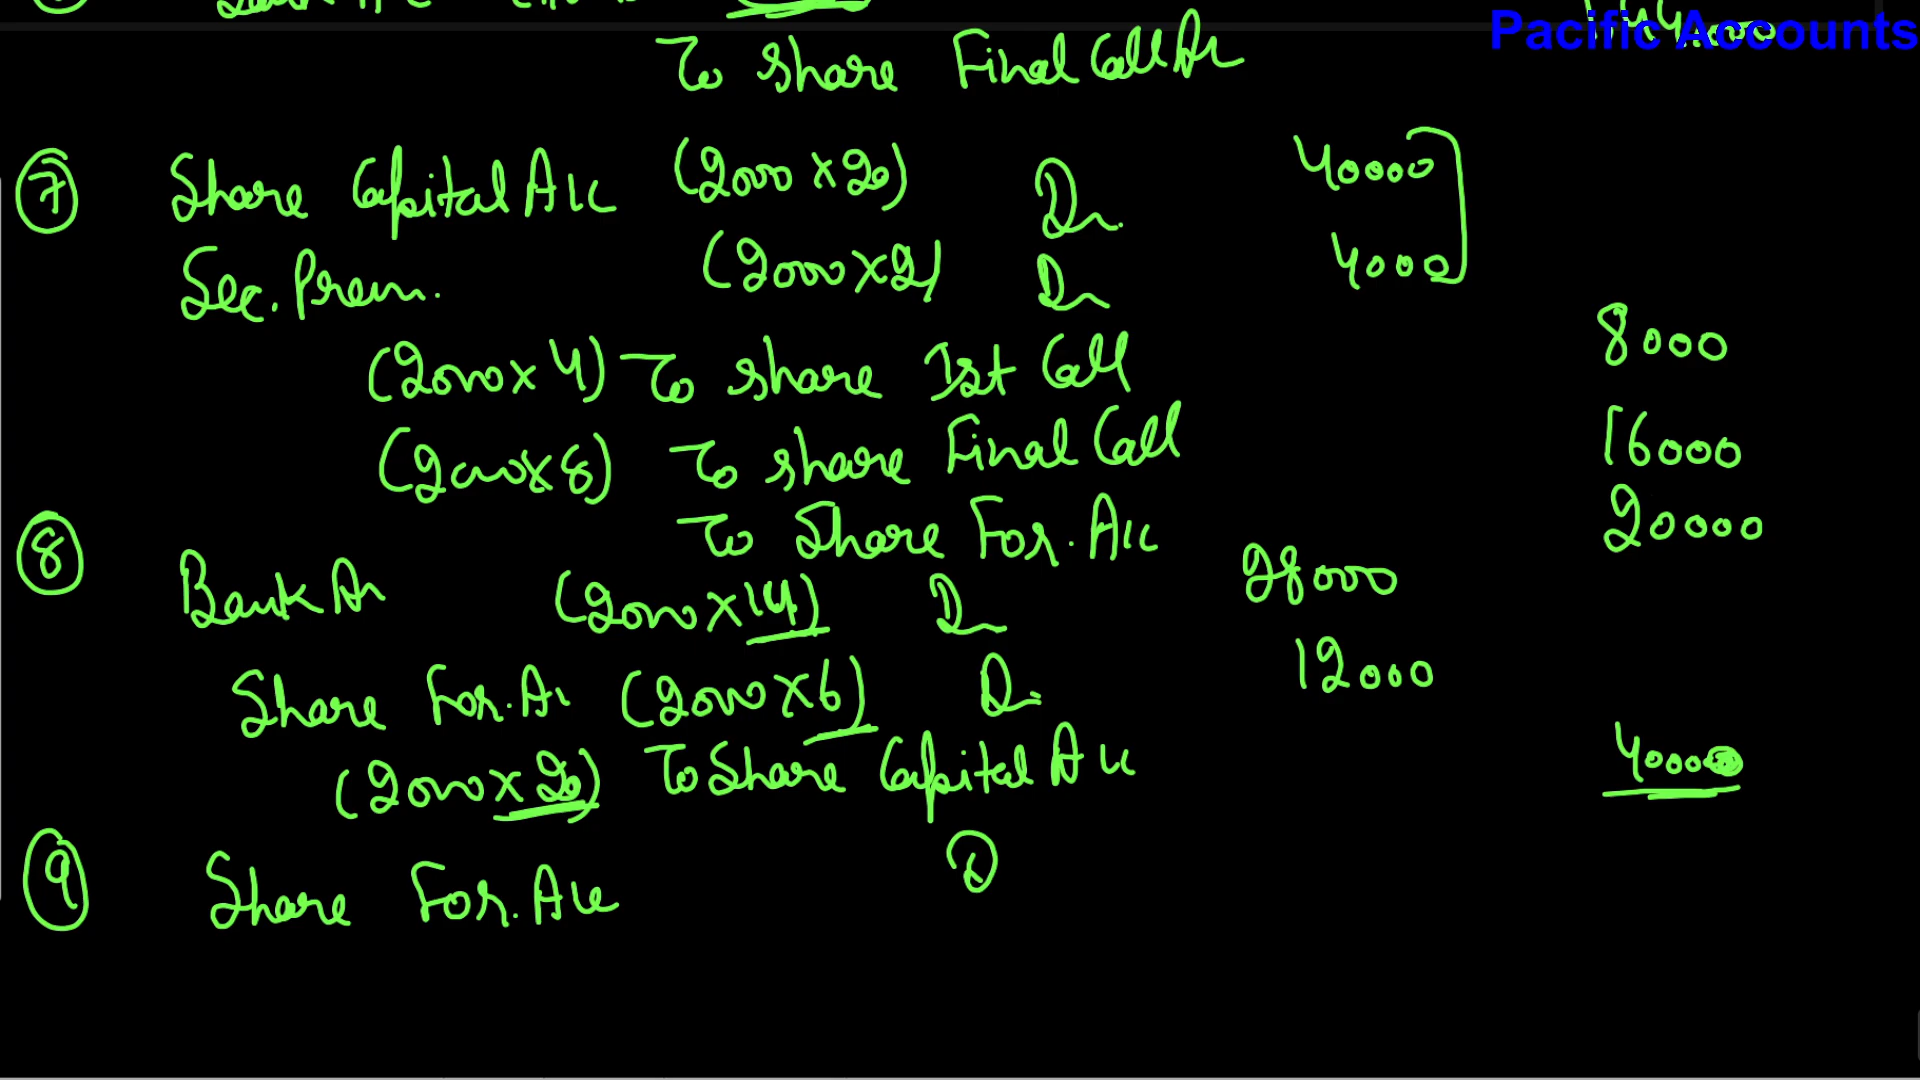 Pacific Accounts
144000
To Share Final Call A/c
7 Share Capital A/c (2000 x 20) Dr. 40000
Sec. Prem. (2000 x 2) Dr 4000
(2000 x 4) To Share Ist Call 8000
(2000 x 8) To Share Final Call 16000
To Share For. A/c 20000
8 Bank A/c (2000 x 14) Dr 28000
Share For. A/c (2000 x 6) Dr 12000
(2000 x 20) To Share Capital A/c 40000
9 Share For. A/c D